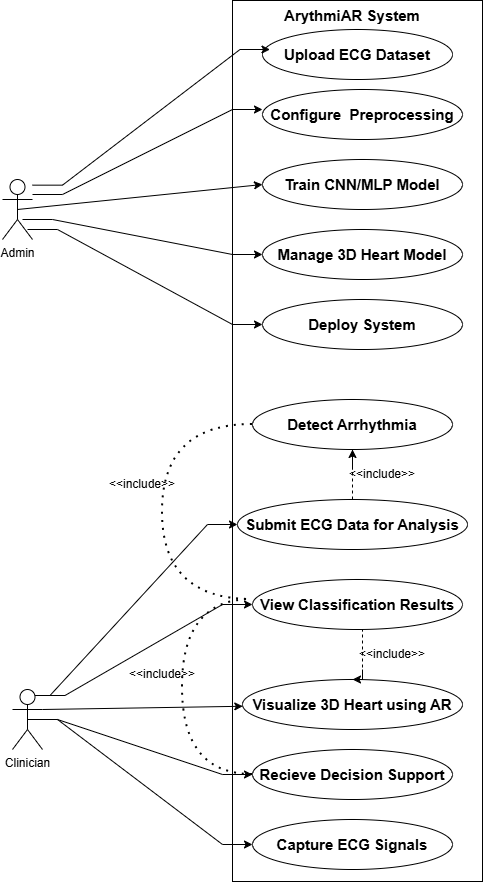 ArythmiAR System
Upload ECG Dataset
Configure  Preprocessing
Train CNN/MLP Model
Admin
Manage 3D Heart Model
Deploy System
Detect Arrhythmia
<<include>>
<<include>>
Submit ECG Data for Analysis
View Classification Results
<<include>>
<<include>>
Visualize 3D Heart using AR
Clinician
Recieve Decision Support
Capture ECG Signals